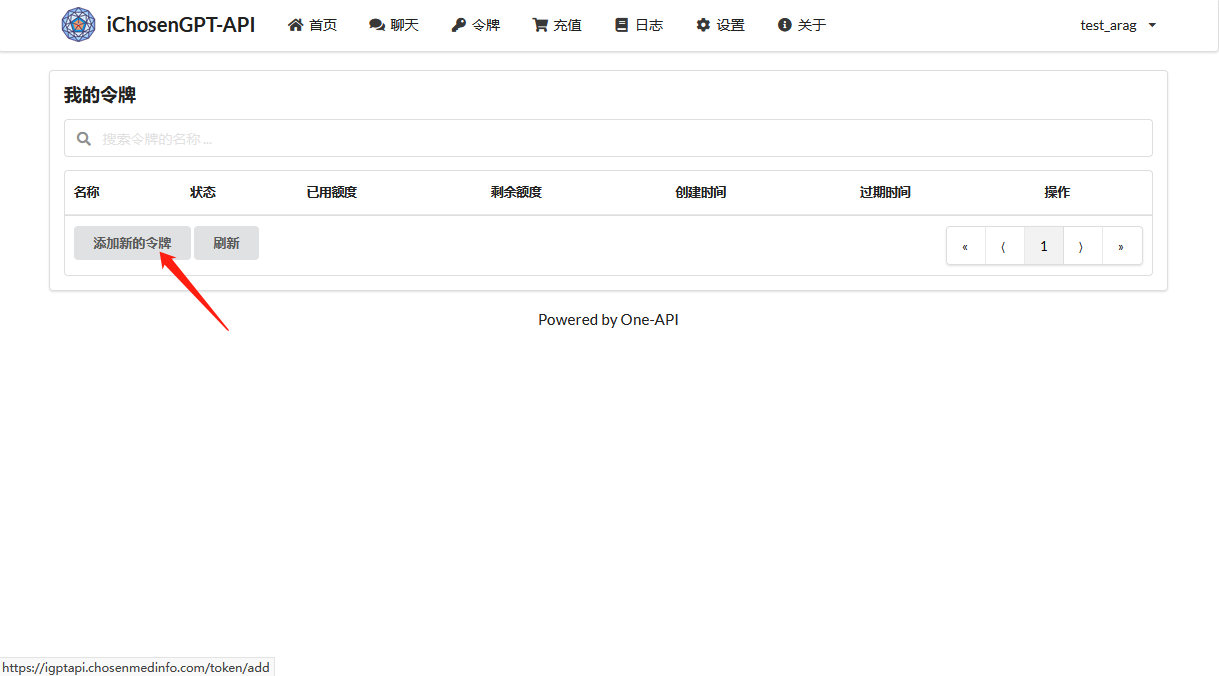 iChosenGPT-API 首页 聊天 令牌 充值 日志 设置 关于 test_arag
我的令牌
搜索令牌的名称 ...
名称 状态 已用额度 剩余额度 创建时间 过期时间 操作
添加新的令牌 刷新 « ⟨ 1 ⟩ »
Powered by One-API
https://igptapi.chosenmedinfo.com/token/add